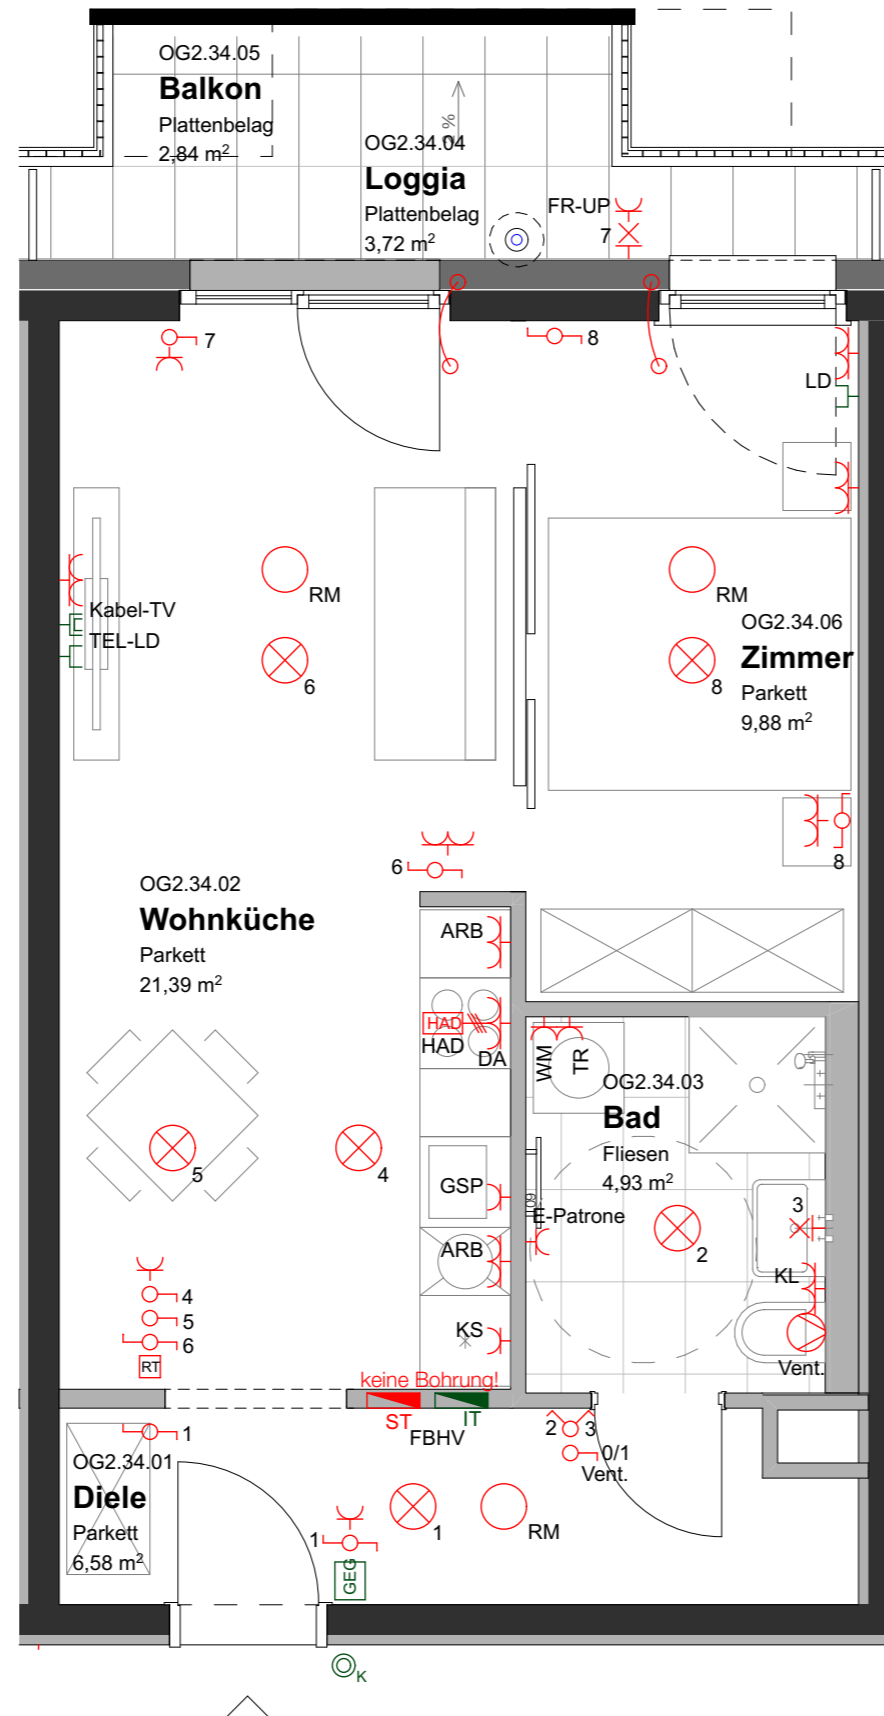 OG2.34.05
Balkon
Plattenbelag
2,84 m²
%
OG2.34.04
Loggia
Plattenbelag
3,72 m²
FR-UP
7
7
8
LD
RM
RM
Kabel-TV
TEL-LD
6
8
OG2.34.06
Zimmer
Parkett
9,88 m²
6
8
OG2.34.02
Wohnküche
Parkett
21,39 m²
ARB
HAD
HAD
DA
WM
TR
OG2.34.03
Bad
Fliesen
4,93 m²
5
4
GSP
E-Patrone
60
3
2
ARB
KL
KS
Vent.
4
5
6
RT
keine Bohrung!
ST
IT
FBHV
1
2
3
0/1
Vent.
OG2.34.01
Diele
Parkett
6,58 m²
1
1
RM
GEG
K